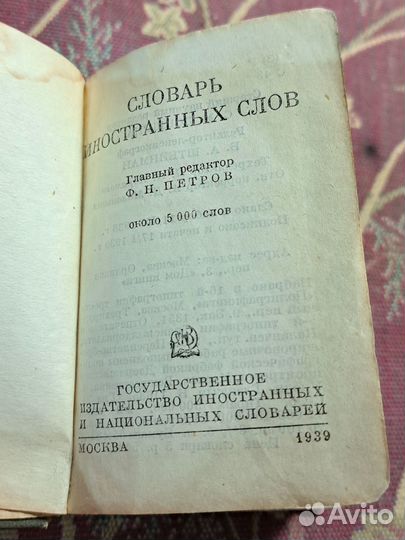 СЛОВАРЬ
ИНОСТРАННЫХ СЛОВ
Главный редактор
Ф. Н. ПЕТРОВ
около 5 000 слов
ГОСУДАРСТВЕННОЕ
ИЗДАТЕЛЬСТВО ИНОСТРАННЫХ
И НАЦИОНАЛЬНЫХ СЛОВАРЕЙ
МОСКВА 1939
Avito